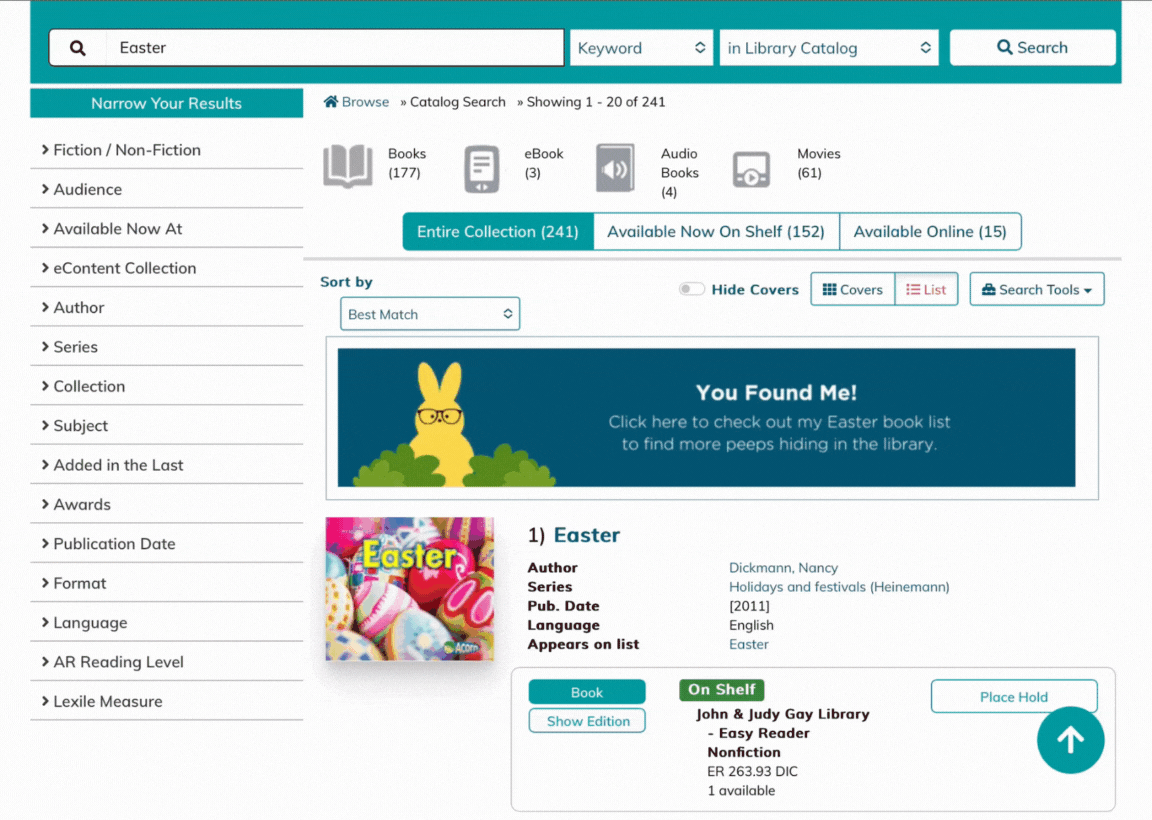 Easter
Keyword
in Library Catalog
Search
Narrow Your Results
Fiction / Non-Fiction
Audience
Available Now At
eContent Collection
Author
Series
Collection
Subject
Added in the Last
Awards
Publication Date
Format
Language
AR Reading Level
Lexile Measure
Browse » Catalog Search » Showing 1 - 20 of 241
Books
(177)
eBook
(3)
Audio
Books
(4)
Movies
(61)
Entire Collection (241)
Available Now On Shelf (152)
Available Online (15)
Sort by
Best Match
Hide Covers
Covers
List
Search Tools
You Found Me!
Click here to check out my Easter book list
to find more peeps hiding in the library.
Easter
Acorn
1) Easter
Author Dickmann, Nancy
Series Holidays and festivals (Heinemann)
Pub. Date [2011]
Language English
Appears on list Easter
Book
Show Edition
On Shelf
John & Judy Gay Library
- Easy Reader
Nonfiction
ER 263.93 DIC
1 available
Place Hold